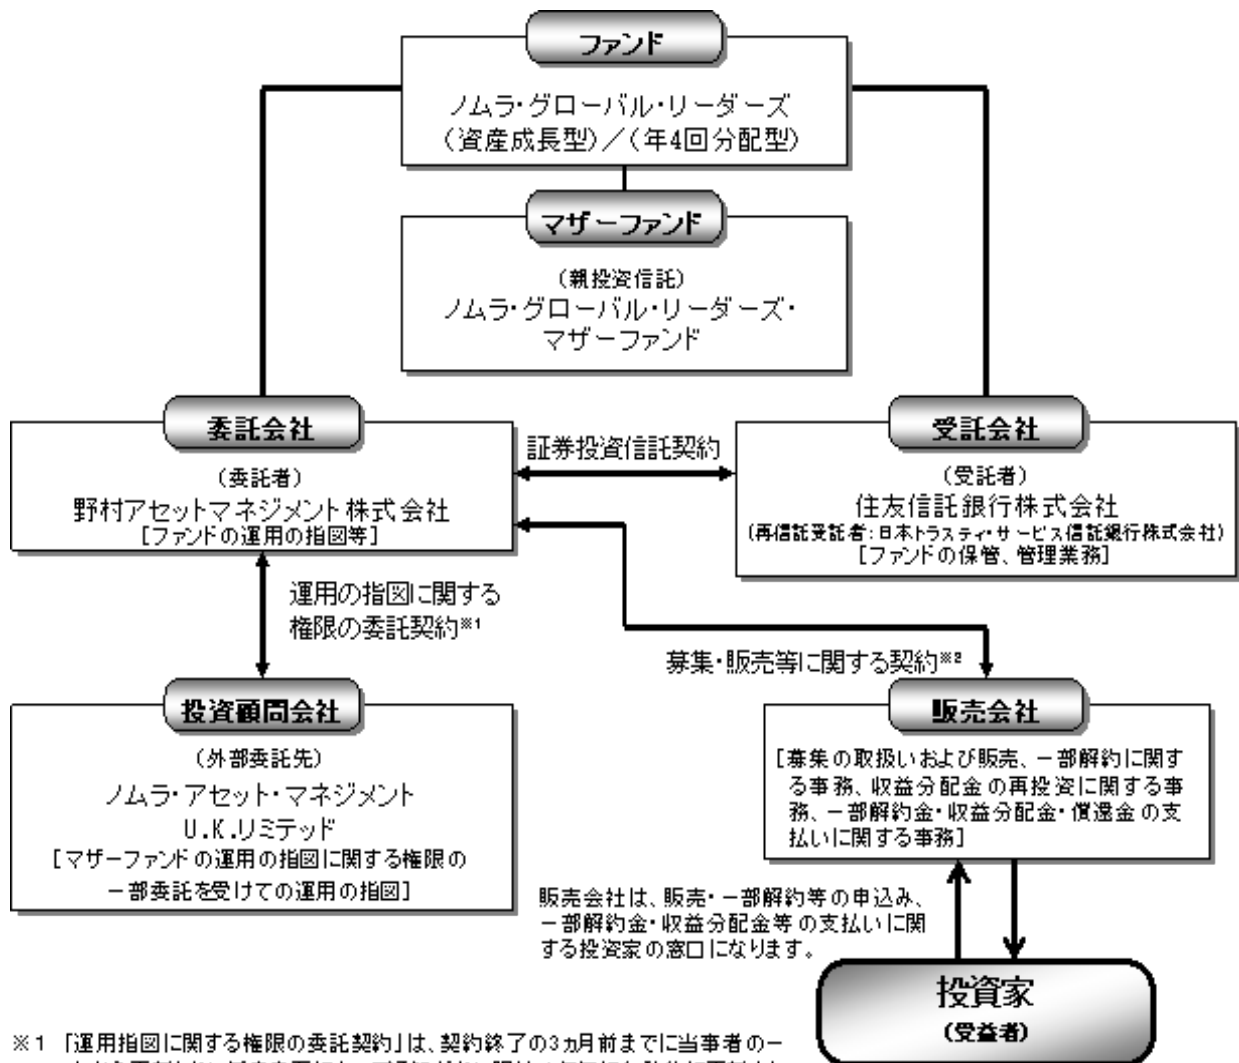 ファンド
ノムラ・グローバル・リーダーズ
(資産成長型)/(年4回分配型)
マザーファンド
(親投資信託)
ノムラ・グローバル・リーダーズ・
マザーファンド
委託会社
(委託者)
野村アセットマネジメント株式会社
[ファンドの運用の指図等]
証券投資信託契約
受託会社
(受託者)
住友信託銀行株式会社
(再信託受託者:日本トラスティ・サービス信託銀行株式会社)
[ファンドの保管、管理業務]
運用の指図に関する
権限の委託契約※1
募集・販売等に関する契約※2
投資顧問会社
(外部委託先)
ノムラ・アセット・マネジメント
U.K.リミテッド
[マザーファンドの運用の指図に関する権限の
一部委託を受けての運用の指図]
販売会社
[募集の取扱いおよび販売、一部解約に関す
る事務、収益分配金の再投資に関する事
務、一部解約金・収益分配金・償還金の支
払いに関する事務]
販売会社は、販売・一部解約等の申込み、
一部解約金・収益分配金等の支払いに関
する投資家の窓口になります。
投資家
(受益者)
※1 「運用指図に関する権限の委託契約」は、契約終了の3ヵ月前までに当事者の一